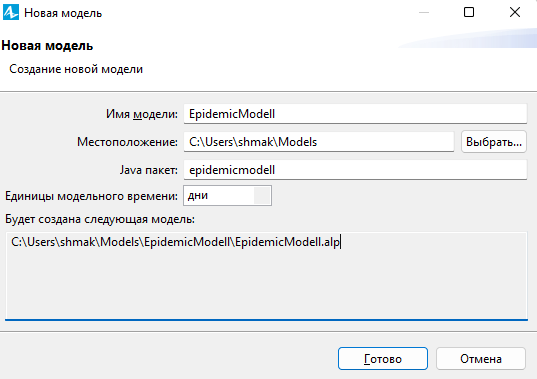 Новая модель
Новая модель
Создание новой модели
Имя модели: EpidemicModell
Местоположение: C:\Users\shmak\Models Выбрать...
Java пакет: epidemicmodell
Единицы модельного времени: дни
Будет создана следующая модель:
C:\Users\shmak\Models\EpidemicModell\EpidemicModell.alp
Готово Отмена